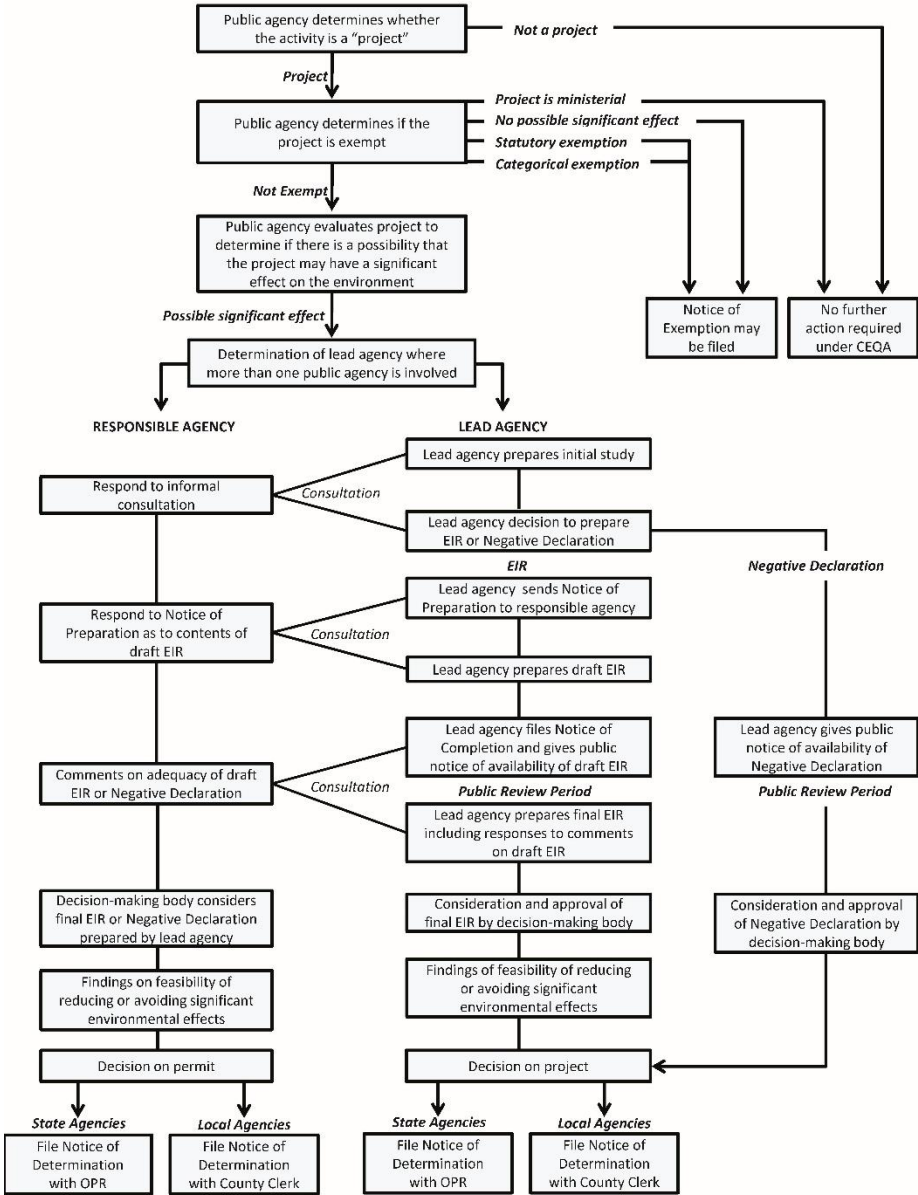 Public agency determines whether
the activity is a “project”
Not a project
Project
Public agency determines if the
project is exempt
Project is ministerial
No possible significant effect
Statutory exemption
Categorical exemption
Not Exempt
Public agency evaluates project to
determine if there is a possibility that
the project may have a significant
effect on the environment
Notice of
Exemption may
be filed
No further
action required
under CEQA
Possible significant effect
Determination of lead agency where
more than one public agency is involved
RESPONSIBLE AGENCY
LEAD AGENCY
Lead agency prepares initial study
Respond to informal
consultation
Consultation
Lead agency decision to prepare
EIR or Negative Declaration
EIR
Negative Declaration
Lead agency sends Notice of
Preparation to responsible agency
Respond to Notice of
Preparation as to contents of
draft EIR
Consultation
Lead agency prepares draft EIR
Lead agency files Notice of
Completion and gives public
notice of availability of draft EIR
Lead agency gives public
notice of availability of
Negative Declaration
Comments on adequacy of draft
EIR or Negative Declaration
Consultation
Public Review Period
Public Review Period
Lead agency prepares final EIR
including responses to comments
on draft EIR
Decision-making body considers
final EIR or Negative Declaration
prepared by lead agency
Consideration and approval of
final EIR by decision-making body
Consideration and approval
of Negative Declaration by
decision-making body
Findings on feasibility of
reducing or avoiding significant
environmental effects
Findings of feasibility of reducing
or avoiding significant
environmental effects
Decision on permit
Decision on project
State Agencies
Local Agencies
State Agencies
Local Agencies
File Notice of
Determination
with OPR
File Notice of
Determination
with County Clerk
File Notice of
Determination
with OPR
File Notice of
Determination
with County Clerk